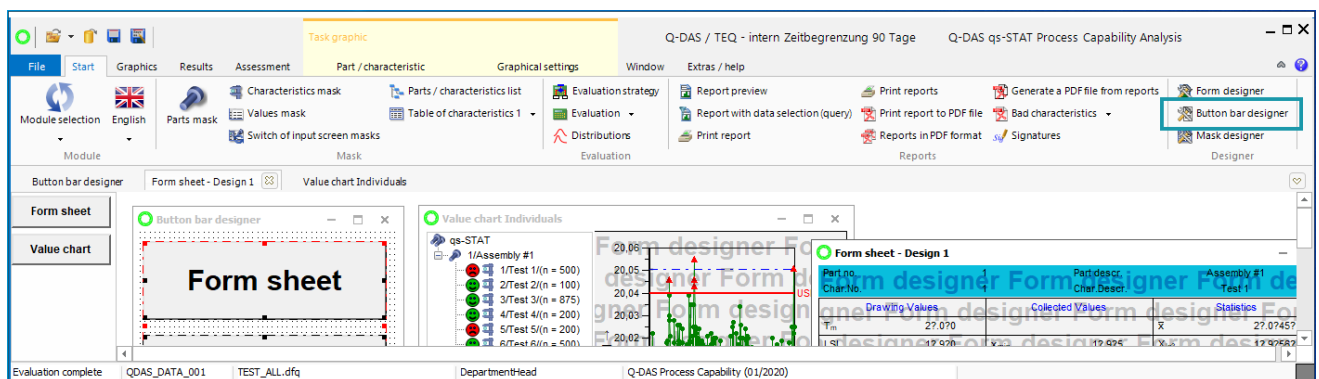 Task graphic
Q-DAS / TEQ - intern Zeitbegrenzung 90 Tage
Q-DAS qs-STAT Process Capability Analysis
File
Start
Graphics
Results
Assessment
Part / characteristic
Graphical settings
Window
Extras / help
Module selection
English
Module
Parts mask
Characteristics mask
Values mask
Switch of input screen masks
Parts / characteristics list
Table of characteristics 1
Mask
Evaluation strategy
Evaluation
Distributions
Evaluation
Report preview
Report with data selection (query)
Print report
Print reports
Print report to PDF file
Reports in PDF format
Generate a PDF file from reports
Bad characteristics
Signatures
Reports
Form designer
Button bar designer
Mask designer
Designer
Button bar designer
Form sheet - Design 1
Value chart Individuals
Form sheet
Value chart
Button bar designer
Form sheet
Value chart Individuals
qs-STAT
1/Assembly #1
1/Test 1/(n = 500)
2/Test 2/(n = 100)
3/Test 3/(n = 875)
4/Test 4/(n = 200)
5/Test 5/(n = 200)
6/Test 6/(n = 500)
20,06
20,05
20,04
20,03
20,02
US
Form sheet - Design 1
Part no.
1
Part descr.
Assembly #1
Char.No.
1
Char.Descr.
Test 1
Drawing Values
Collected Values
Statistics
Tm
x̅
LSL
12.920
12.925
Evaluation complete
QDAS_DATA_001
TEST_ALL.dfq
DepartmentHead
Q-DAS Process Capability (01/2020)